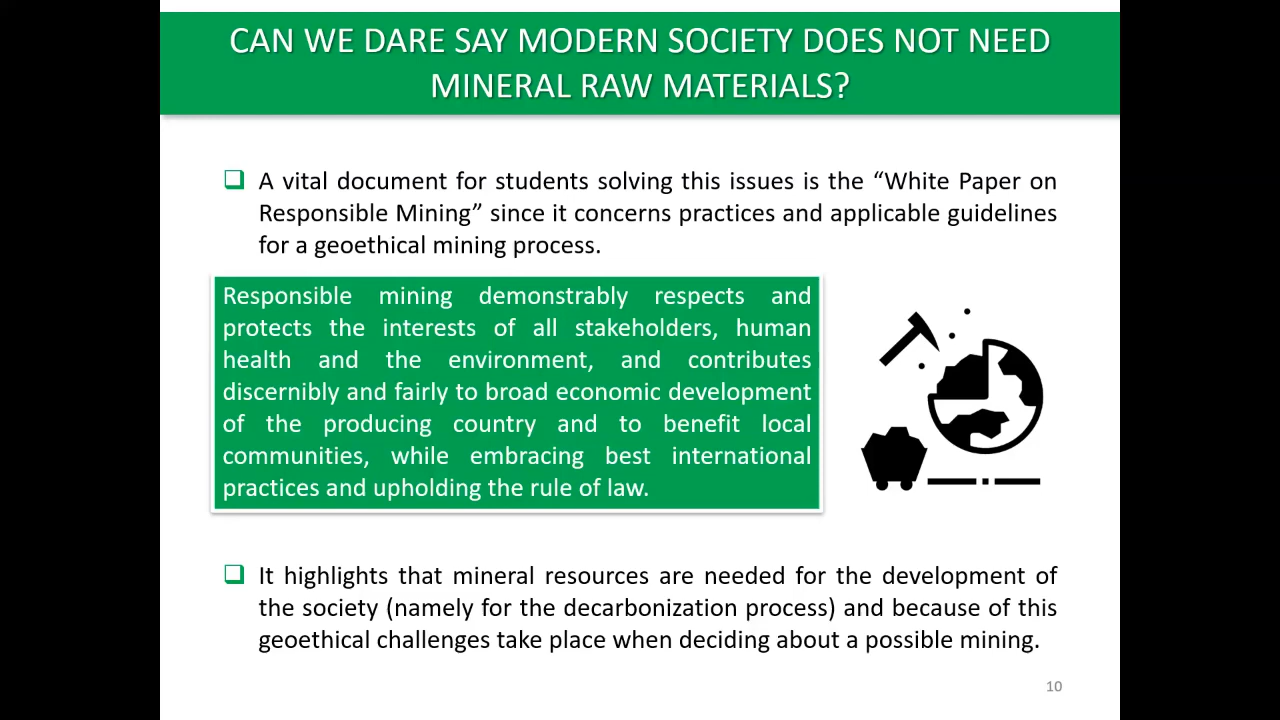 CAN WE DARE SAY MODERN SOCIETY DOES NOT NEED
MINERAL RAW MATERIALS?
A vital document for students solving this issues is the “White Paper on
Responsible Mining” since it concerns practices and applicable guidelines
for a geoethical mining process.
Responsible mining demonstrably respects and
protects the interests of all stakeholders, human
health and the environment, and contributes
discernibly and fairly to broad economic development
of the producing country and to benefit local
communities, while embracing best international
practices and upholding the rule of law.
It highlights that mineral resources are needed for the development of
the society (namely for the decarbonization process) and because of this
geoethical challenges take place when deciding about a possible mining.
10